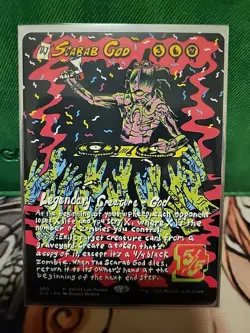 Scarab God 3
Legendary Creature - God
At the beginning of your upkeep, each opponent
loses X life and you scry X, where X is the
number of Zombies you control.
Exile target creature card from a
graveyard. Create a token that's
a copy of it, except it's a 4/4 black
Zombie. When The Scarab God dies,
return it to its owner's hand at the
beginning of the next end step.
5/5